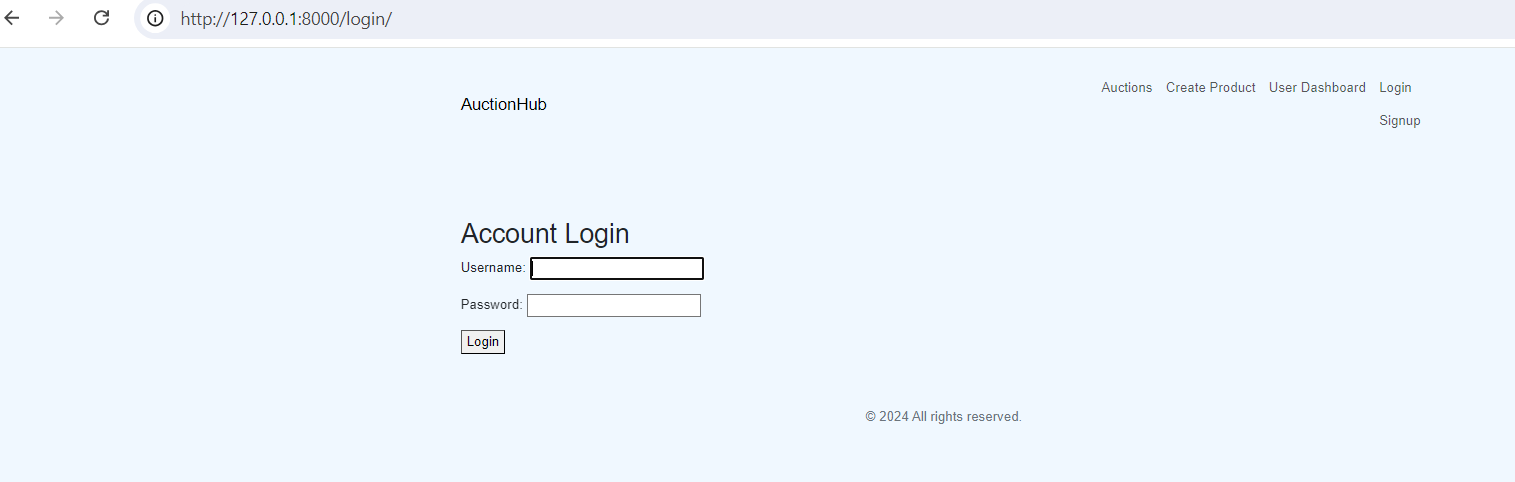 http://127.0.0.1:8000/login/
Auctions Create Product User Dashboard Login
AuctionHub
Signup
Account Login
Username:
Password:
Login
© 2024 All rights reserved.